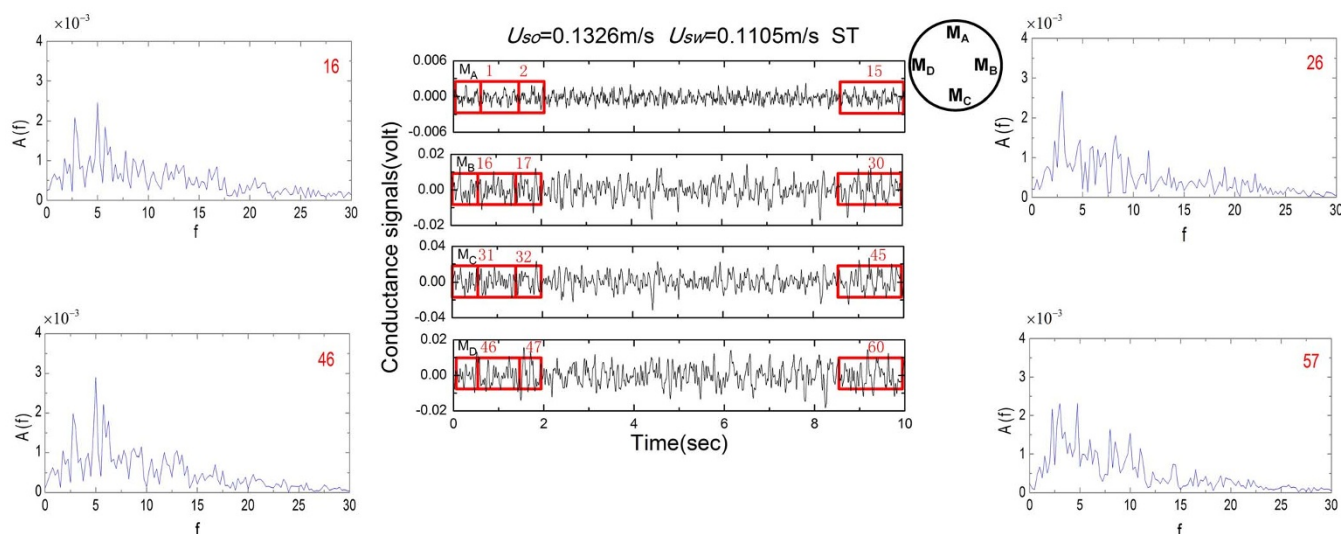 ×10⁻³
4
3
2
1
0
A(f)
16
0 5 10 15 20 25 30
f
×10⁻³
4
3
2
1
0
A(f)
46
0 5 10 15 20 25 30
f
Uso=0.1326m/s Usw=0.1105m/s ST
Conductance signals(volt)
0.006
0.000
-0.006
MA 1 2 15
0.02
0.00
-0.02
MB 16 17 30
0.04
0.00
-0.04
MC 31 32 45
0.02
0.00
-0.02
MD 46 47 60
0 2 4 6 8 10
Time(sec)
MA
MD MB
MC
×10⁻³
4
3
2
1
0
A(f)
26
0 5 10 15 20 25 30
f
×10⁻³
4
3
2
1
0
A(f)
57
0 5 10 15 20 25 30
f